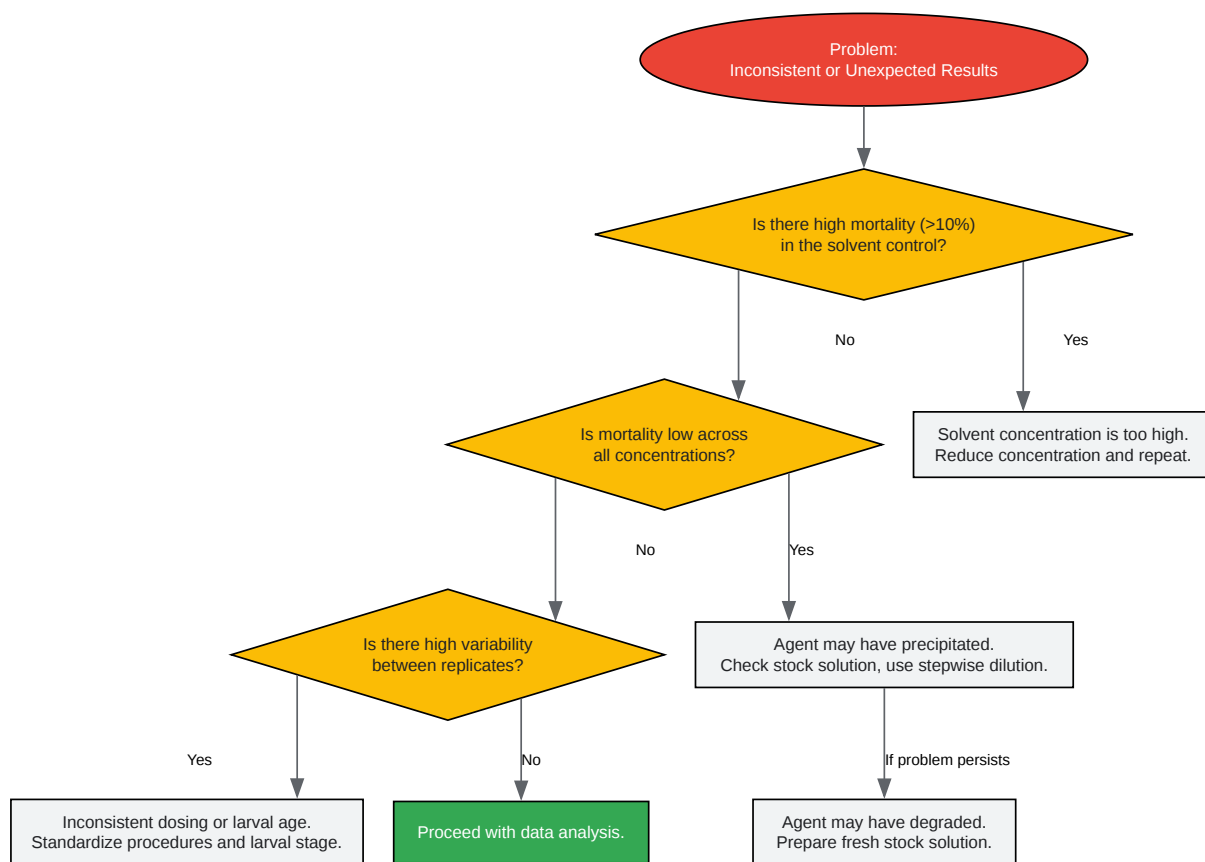 Problem:
Inconsistent or Unexpected Results
Is there high mortality (>10%)
in the solvent control?
No
Yes
Is mortality low across
all concentrations?
Solvent concentration is too high.
Reduce concentration and repeat.
No
Yes
Is there high variability
between replicates?
Agent may have precipitated.
Check stock solution, use stepwise dilution.
Yes
No
If problem persists
Inconsistent dosing or larval age.
Standardize procedures and larval stage.
Proceed with data analysis.
Agent may have degraded.
Prepare fresh stock solution.